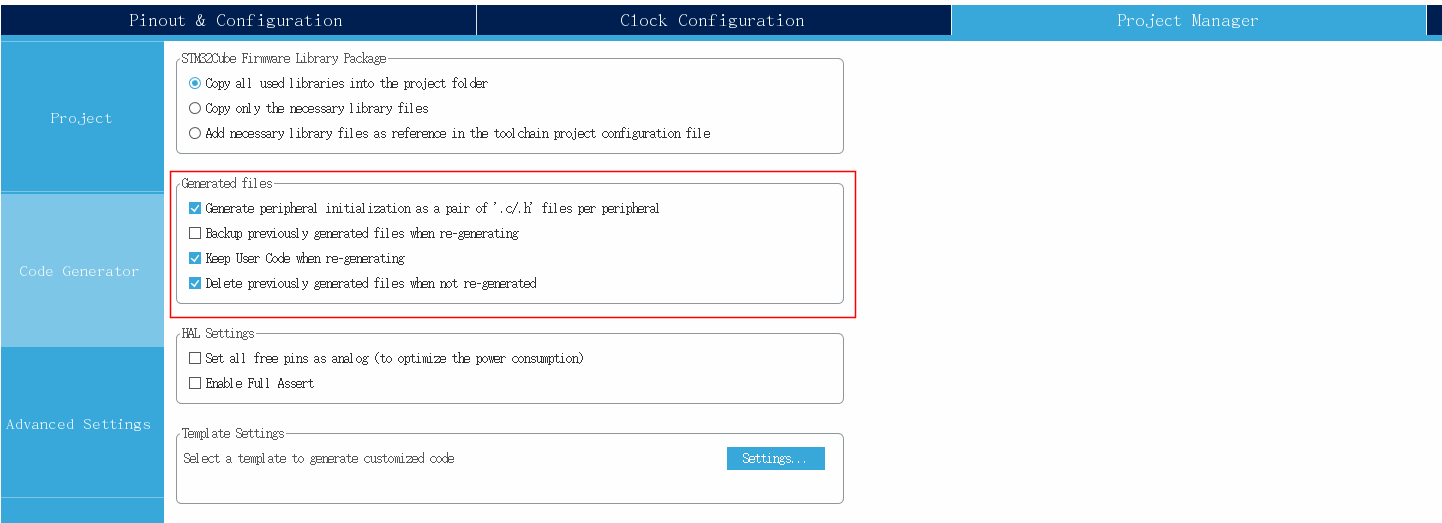 Pinout & Configuration
Clock Configuration
Project Manager
Project
Code Generator
Advanced Settings
STM32Cube Firmware Library Package
Copy all used libraries into the project folder
Copy only the necessary library files
Add necessary library files as reference in the toolchain project configuration file
Generated files
Generate peripheral initialization as a pair of '.c/.h' files per peripheral
Backup previously generated files when re-generating
Keep User Code when re-generating
Delete previously generated files when not re-generated
HAL Settings
Set all free pins as analog (to optimize the power consumption)
Enable Full Assert
Template Settings
Select a template to generate customized code
Settings...